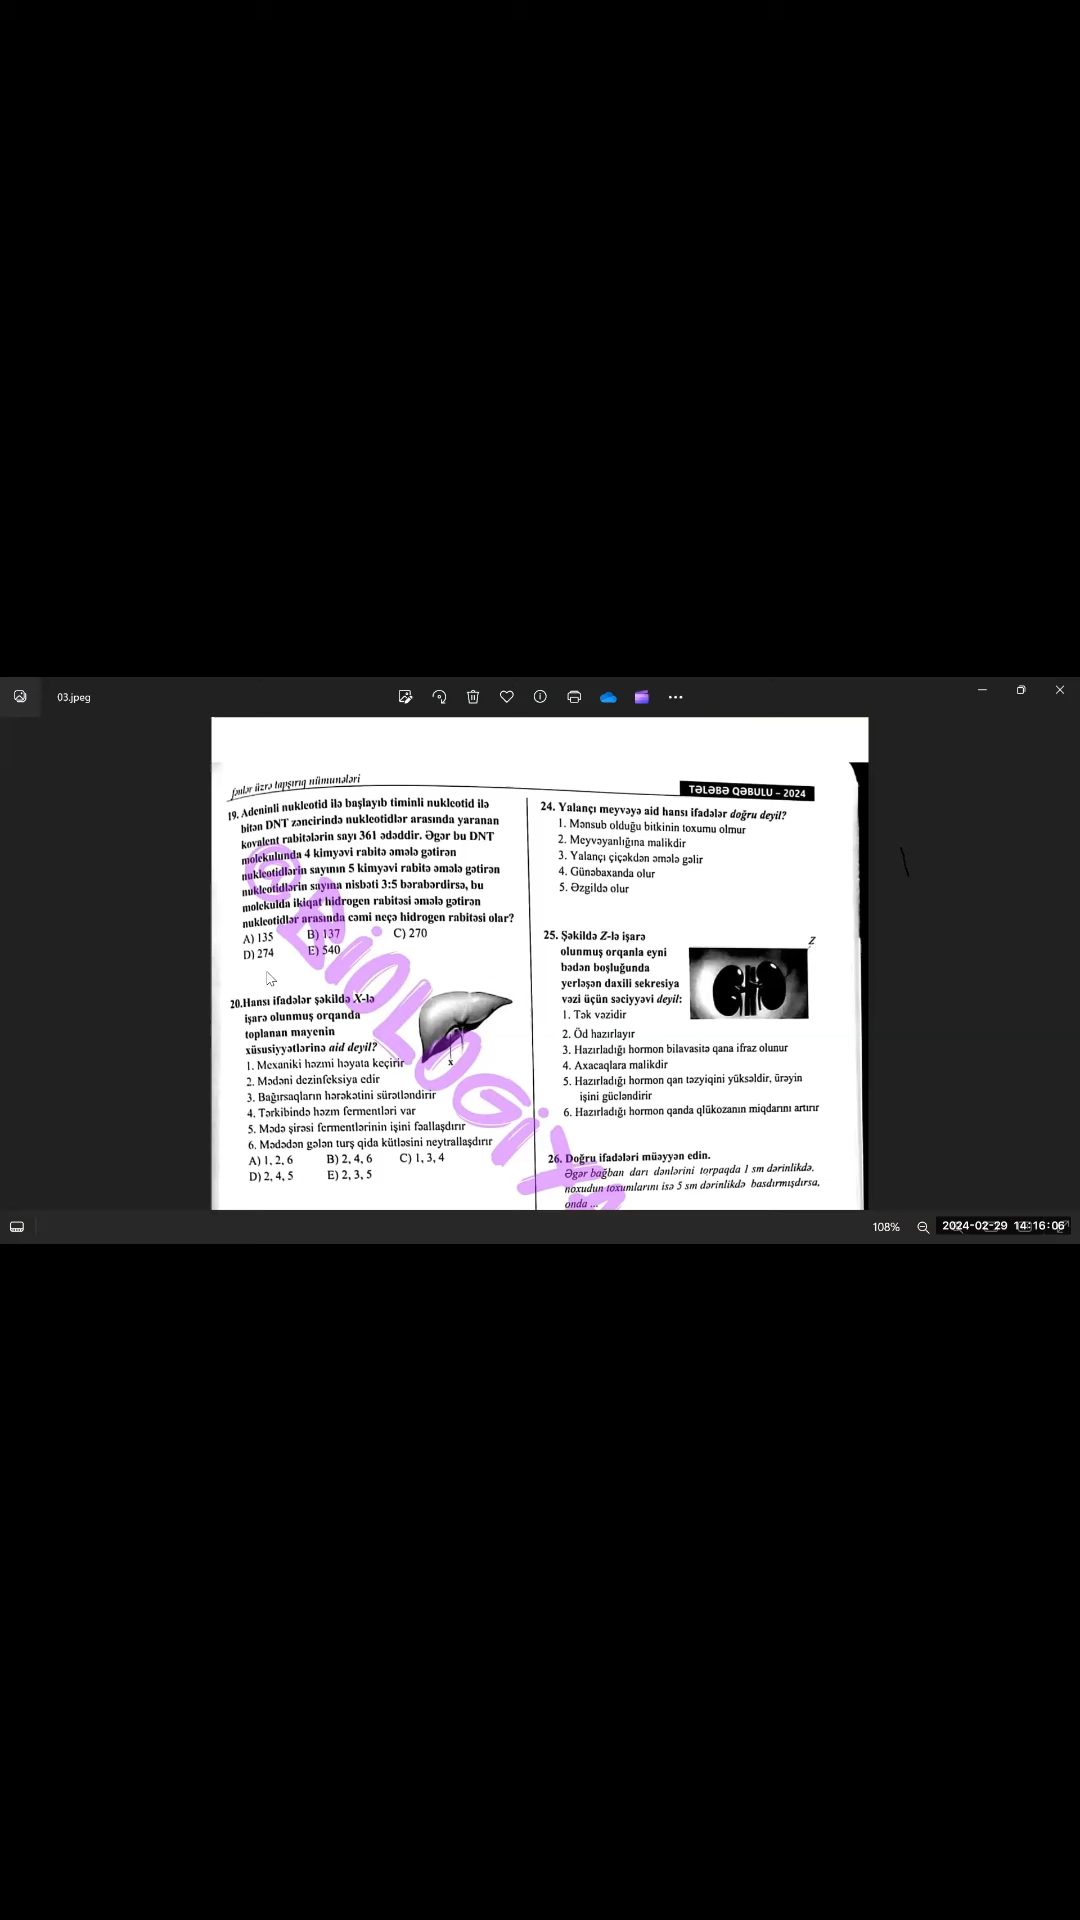 03.jpeg
fənlər üzrə tapşırıq nümunələri
19. Adeninli nukleotid ilə başlayıb timinli nukleotid ilə
bitən DNT zəncirində nukleotidlər arasında yaranan
kovalent rabitələrin sayı 361 ədəddir. Əgər bu DNT
molekulunda 4 kimyəvi rabitə əmələ gətirən
nukleotidlərin sayının 5 kimyəvi rabitə əmələ gətirən
nukleotidlərin sayına nisbəti 3:5 bərabərdirsə, bu
molekulda ikiqat hidrogen rabitəsi əmələ gətirən
nukleotidlər arasında cəmi neçə hidrogen rabitəsi olar?
A) 135 B) 137 C) 270
D) 274 E) 540
20.Hansı ifadələr şəkildə X-lə
işarə olunmuş orqanda
toplanan mayenin
xüsusiyyətlərinə aid deyil?
x
1. Mexaniki həzmi həyata keçirir
2. Mədəni dezinfeksiya edir
3. Bağırsaqların hərəkətini sürətləndirir
4. Tərkibində həzm fermentləri var
5. Mədə şirəsi fermentlərinin işini fəallaşdırır
6. Mədədən gələn turş qida kütləsini neytrallaşdırır
A) 1, 2, 6 B) 2, 4, 6 C) 1, 3, 4
D) 2, 4, 5 E) 2, 3, 5
TƏLƏBƏ QƏBULU – 2024
24. Yalançı meyvəyə aid hansı ifadələr doğru deyil?
1. Mənsub olduğu bitkinin toxumu olmur
2. Meyvəyanlığına malikdir
3. Yalançı çiçəkdən əmələ gəlir
4. Günəbaxanda olur
5. Əzgildə olur
25. Şəkildə Z-lə işarə
olunmuş orqanla eyni
bədən boşluğunda
yerləşən daxili sekresiya
vəzi üçün səciyyəvi deyil:
Z
1. Tək vəzidir
2. Öd hazırlayır
3. Hazırladığı hormon bilavasitə qana ifraz olunur
4. Axacaqlara malikdir
5. Hazırladığı hormon qan təzyiqini yüksəldir, ürəyin
işini gücləndirir
6. Hazırladığı hormon qanda qlükozanın miqdarını artırır
26. Doğru ifadələri müəyyən edin.
Əgər bağban darı dənlərini torpaqda 1 sm dərinlikdə,
noxudun toxumlarını isə 5 sm dərinlikdə basdırmışdırsa,
onda ...
@BiOLOGiYA
108%
2024-02-29 14:16:06